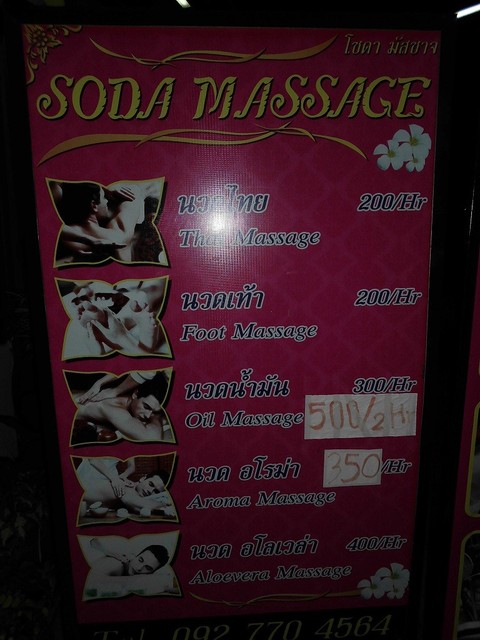 โซดา มัสซาจ
SODA MASSAGE
นวดไทย 200/Hr
Thai Massage
นวดเท้า 200/Hr
Foot Massage
นวดน้ำมัน 300/Hr
Oil Massage 500/2 Hr
นวด อโรม่า 350/Hr
Aroma Massage
นวด อโลเวล่า 400/Hr
Aloevera Massage
Tel. 092 770 4564